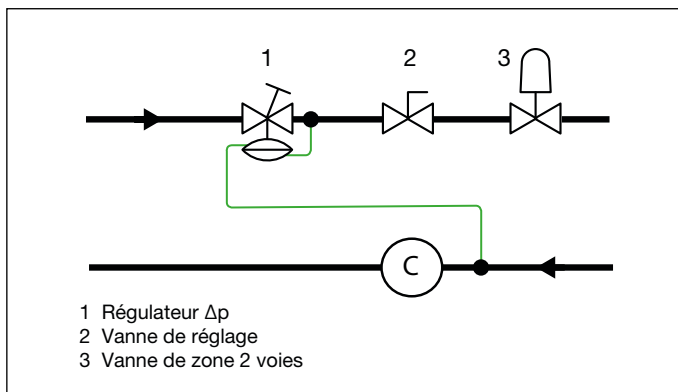 1 2 3
C
1 Régulateur Δp
2 Vanne de réglage
3 Vanne de zone 2 voies